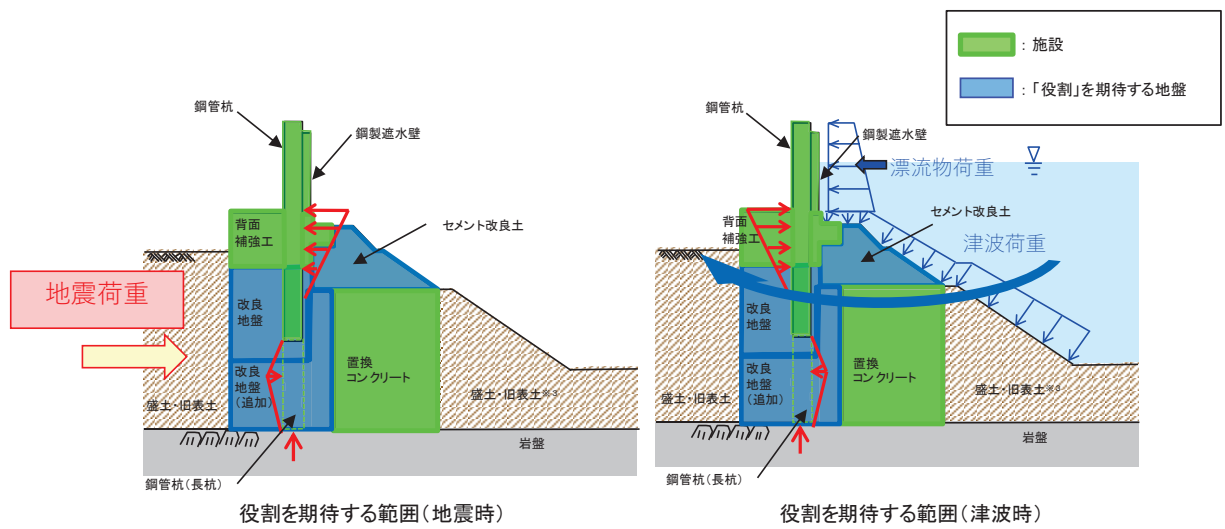 ：施設
：「役割」を期待する地盤
鋼管杭
鋼製遮水壁
背面
補強工
セメント改良土
地震荷重
改良
地盤
改良
地盤
（追加）
置換
コンクリート
盛土・旧表土
盛土・旧表土※3
岩盤
鋼管杭（長杭）
役割を期待する範囲（地震時）
鋼管杭
鋼製遮水壁
漂流物荷重
背面
補強工
セメント改良土
津波荷重
改良
地盤
改良
地盤
（追加）
置換
コンクリート
盛土・旧表土
盛土・旧表土※3
岩盤
鋼管杭（長杭）
役割を期待する範囲（津波時）